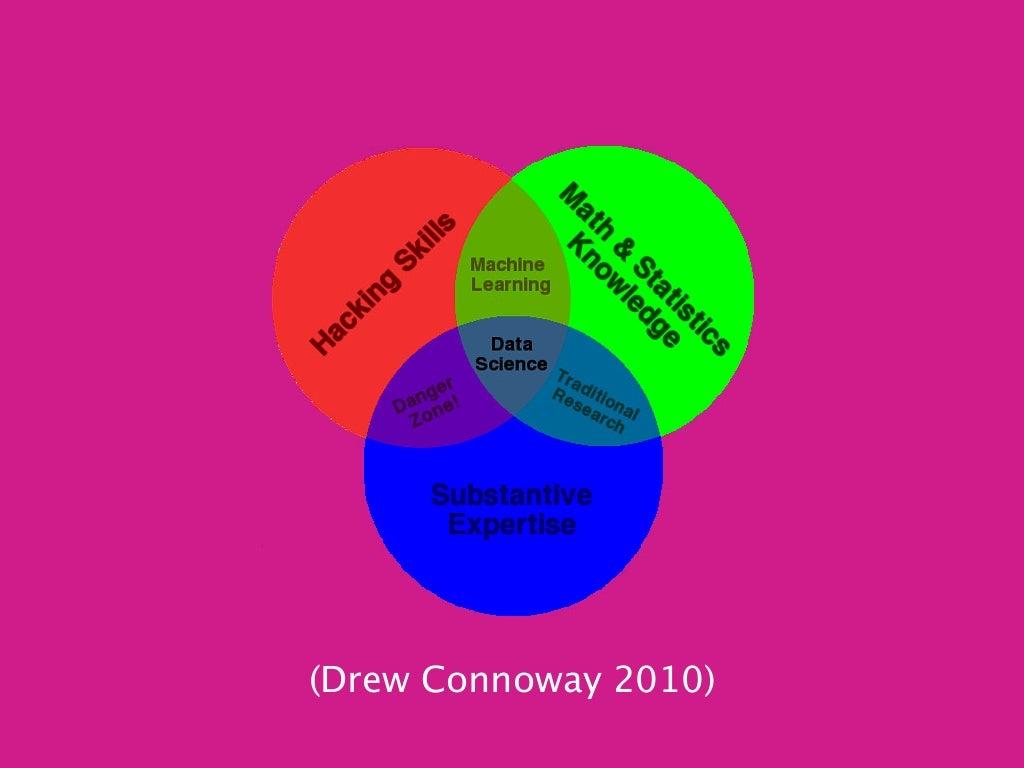 Hacking Skills
Math & Statistics
Knowledge
Machine
Learning
Data
Science
Danger
Zone!
Traditional
Research
Substantive
Expertise
(Drew Connoway 2010)